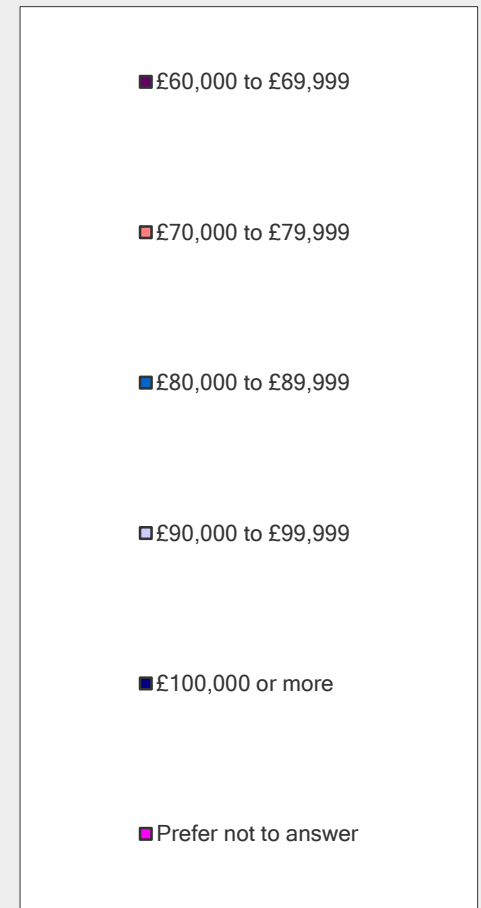 £60,000 to £69,999
£70,000 to £79,999
£80,000 to £89,999
£90,000 to £99,999
£100,000 or more
Prefer not to answer